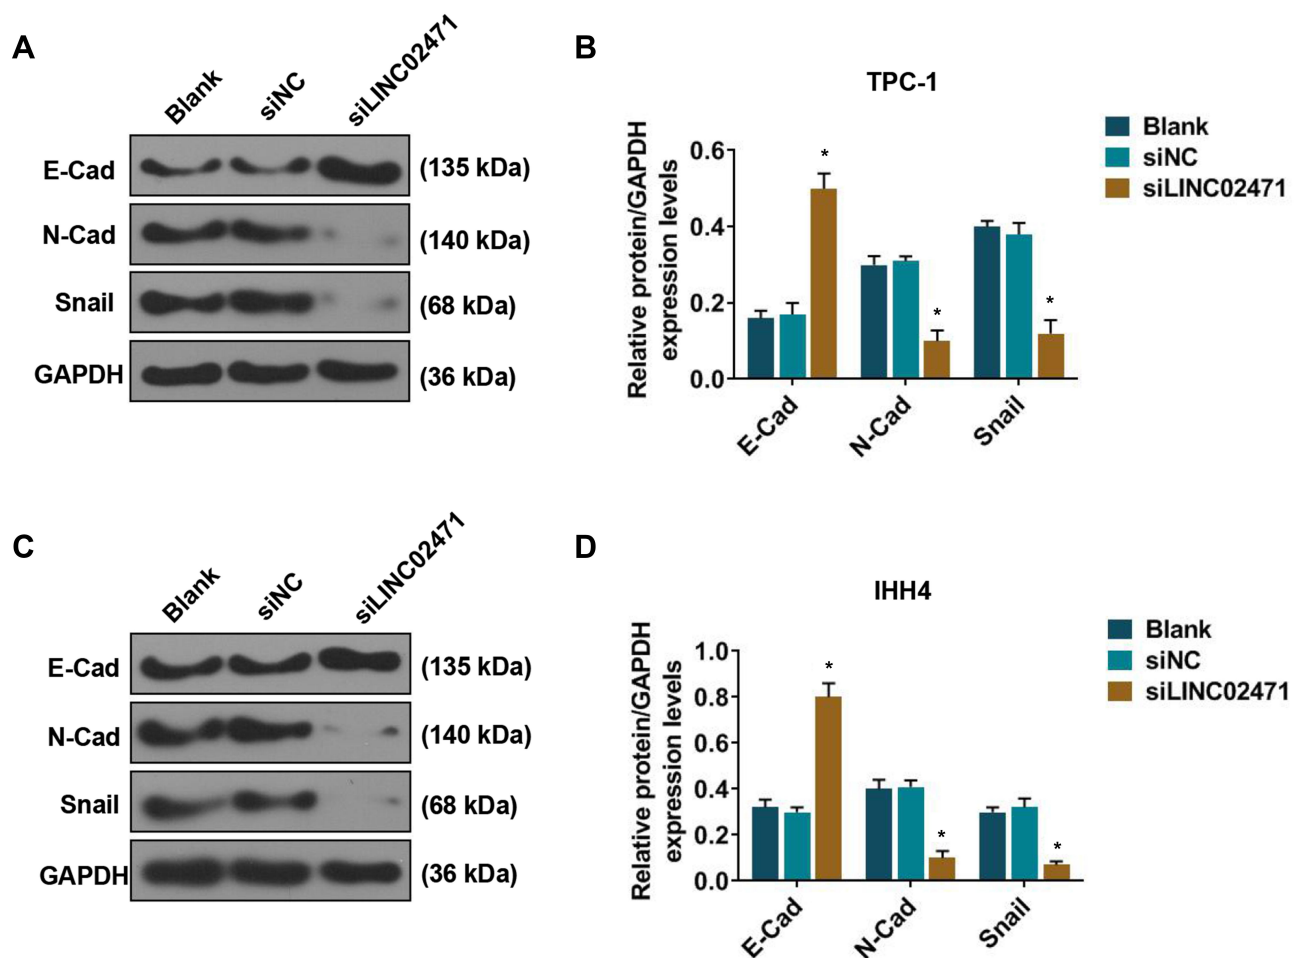 A
Blank
siNC
siLINC02471
E-Cad
(135 kDa)
N-Cad
(140 kDa)
Snail
(68 kDa)
GAPDH
(36 kDa)
B
TPC-1
Relative protein/GAPDH
expression levels
0.6
0.4
0.2
0.0
*
*
*
E-Cad
N-Cad
Snail
Blank
siNC
siLINC02471
C
Blank
siNC
siLINC02471
E-Cad
(135 kDa)
N-Cad
(140 kDa)
Snail
(68 kDa)
GAPDH
(36 kDa)
D
IHH4
Relative protein/GAPDH
expression levels
1.0
0.8
0.6
0.4
0.2
0.0
*
*
*
E-Cad
N-Cad
Snail
Blank
siNC
siLINC02471